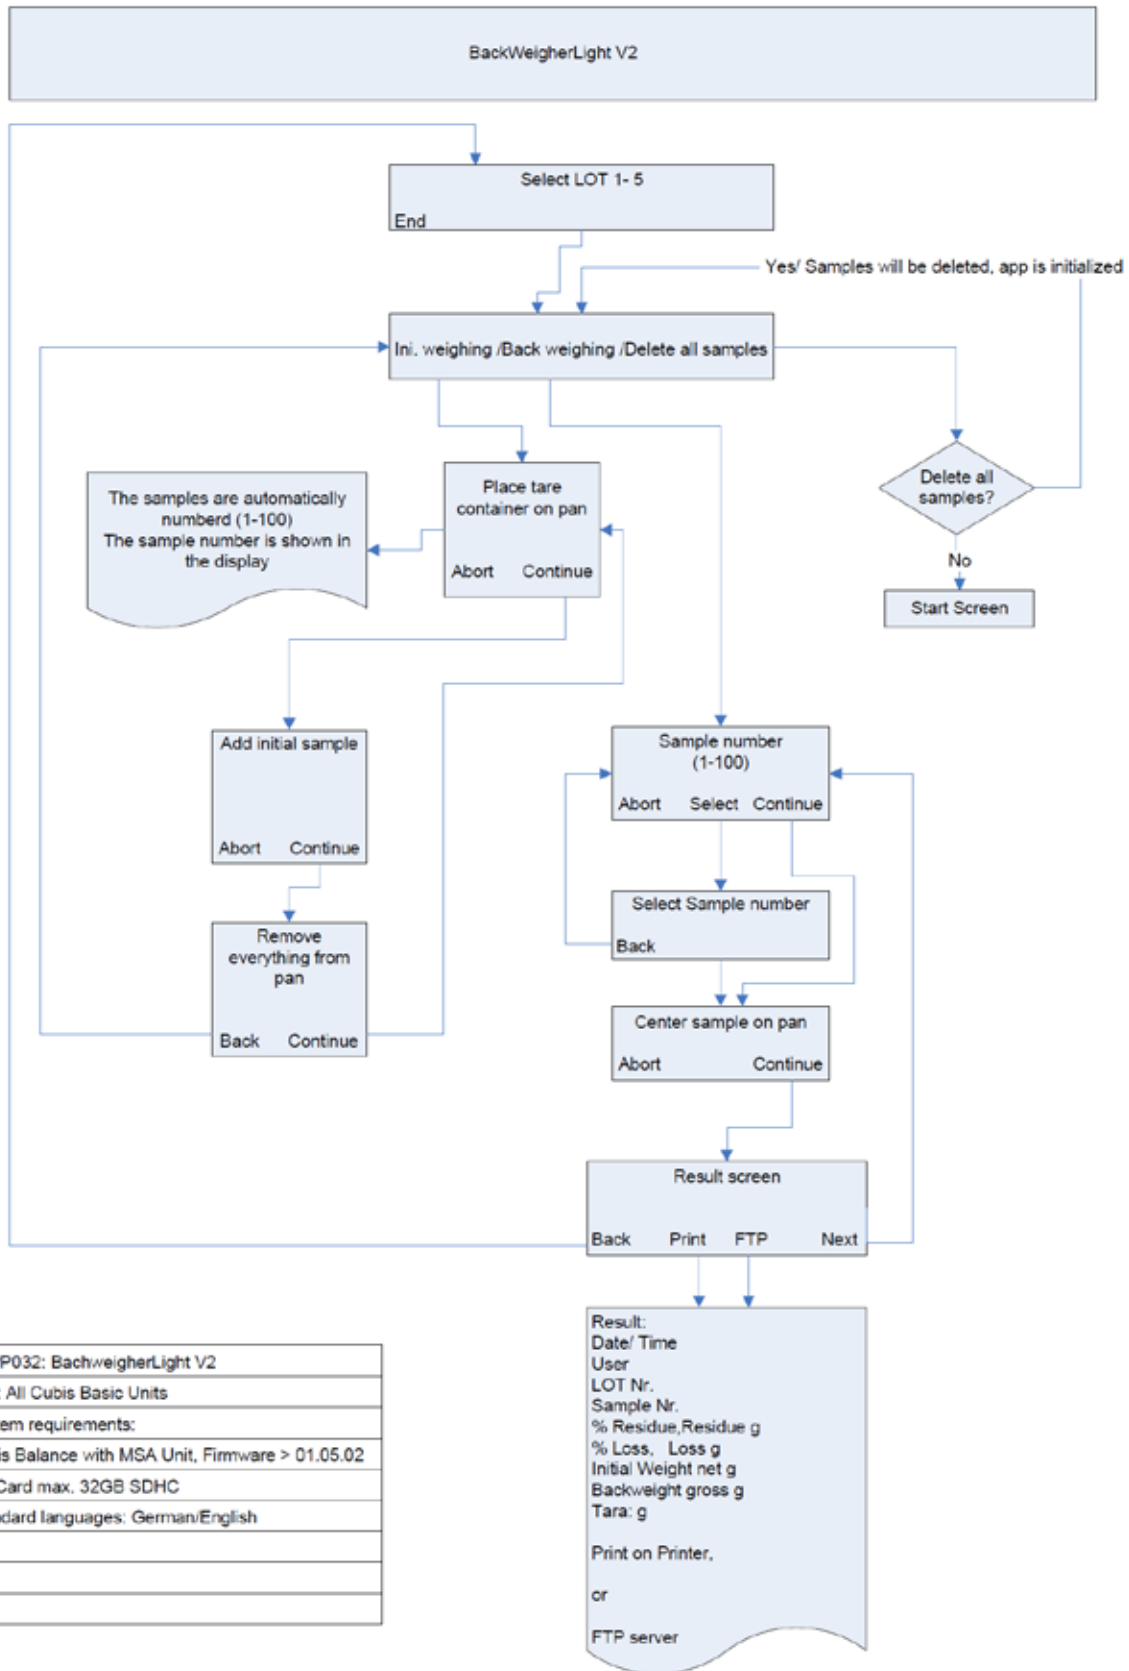 BackWeigherLight V2
Select LOT 1- 5
End
Yes/ Samples will be deleted, app is initialized
Ini. weighing /Back weighing /Delete all samples
Delete all
samples?
No
Start Screen
Place tare
container on pan
Abort Continue
The samples are automatically
numberd (1-100)
The sample number is shown in
the display
Add initial sample
Abort Continue
Remove
everything from
pan
Back Continue
Sample number
(1-100)
Abort Select Continue
Select Sample number
Back
Center sample on pan
Abort Continue
Result screen
Back Print FTP Next
Result:
Date/ Time
User
LOT Nr.
Sample Nr.
% Residue,Residue g
% Loss, Loss g
Initial Weight net g
Backweight gross g
Tara: g
Print on Printer,
or
FTP server
P032: BachweigherLight V2
: All Cubis Basic Units
em requirements:
is Balance with MSA Unit, Firmware > 01.05.02
Card max. 32GB SDHC
ndard languages: German/English